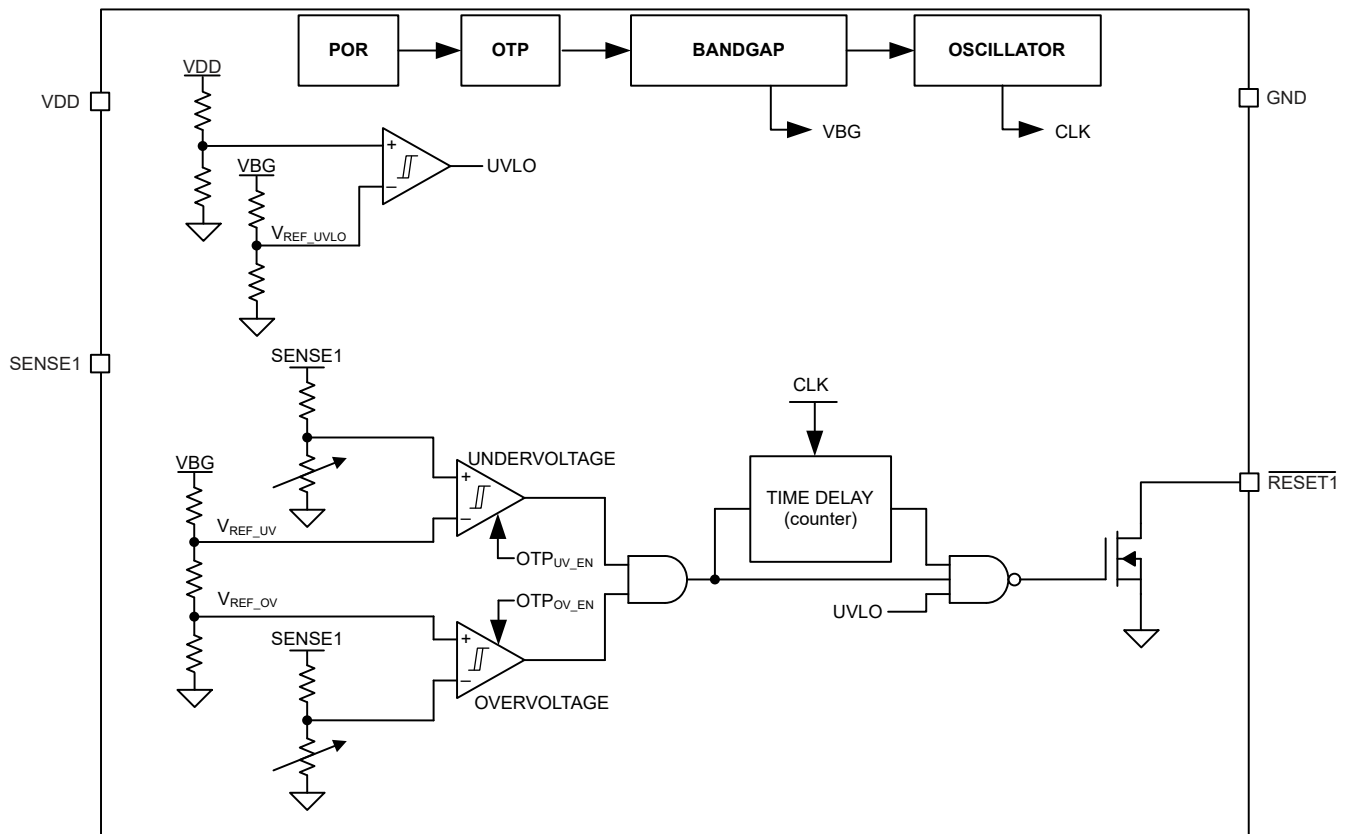 POR
OTP
BANDGAP
OSCILLATOR
VDD
VDD
GND
VBG
CLK
+
−
UVLO
VBG
VREF_UVLO
SENSE1
SENSE1
CLK
VBG
UNDERVOLTAGE
+
−
TIME DELAY
(counter)
RESET1
VREF_UV
OTPUV_EN
OTPOV_EN
VREF_OV
UVLO
SENSE1
+
−
OVERVOLTAGE